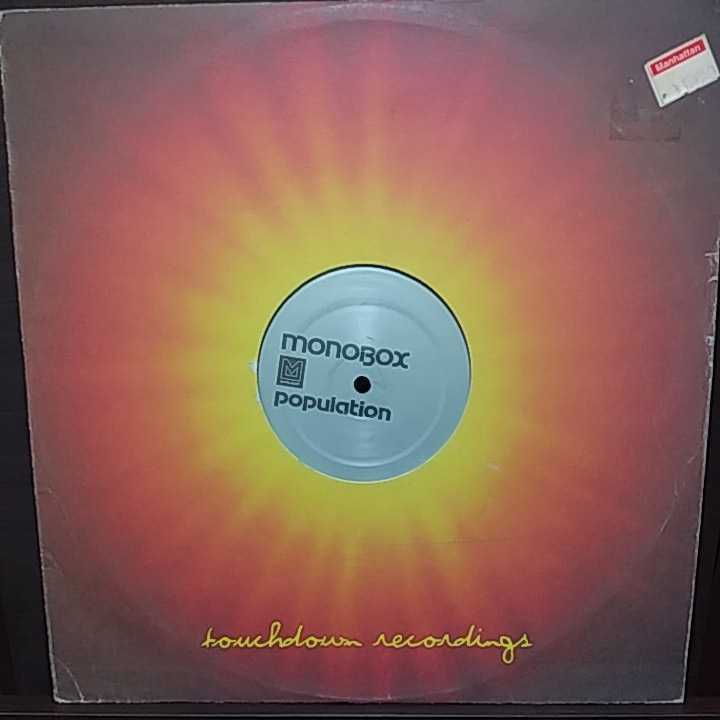 Manhattan
monoBox
population
touchdown recordings